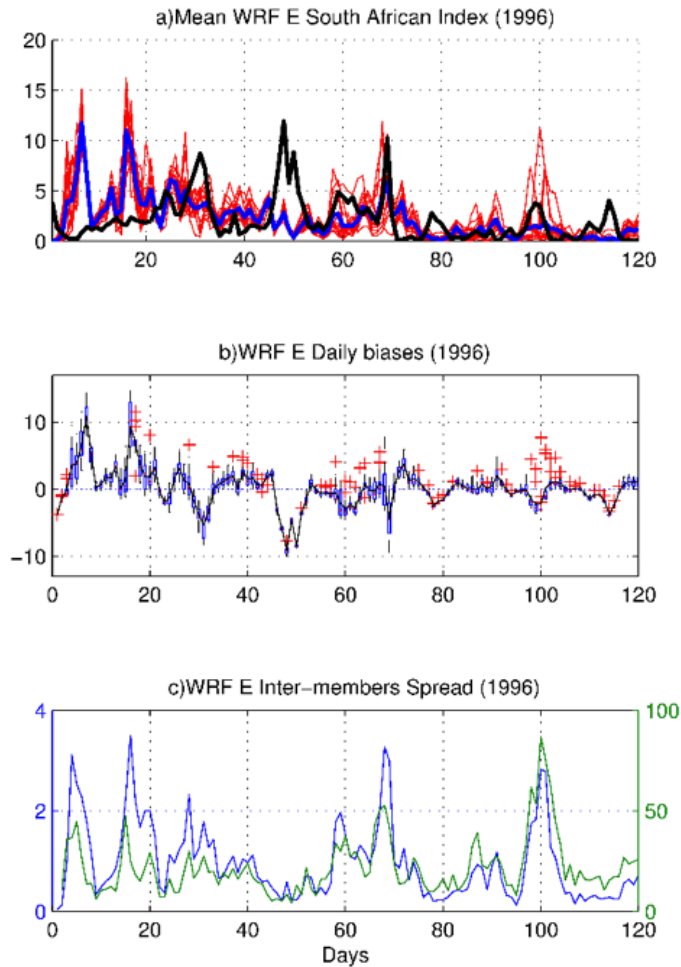 a)Mean WRF E South African Index (1996)
20
15
10
5
0
20 40 60 80 100 120
b)WRF E Daily biases (1996)
10
0
−10
0 20 40 60 80 100 120
c)WRF E Inter−members Spread (1996)
4 100
2 50
0 0
0 20 40 60 80 100 120
Days